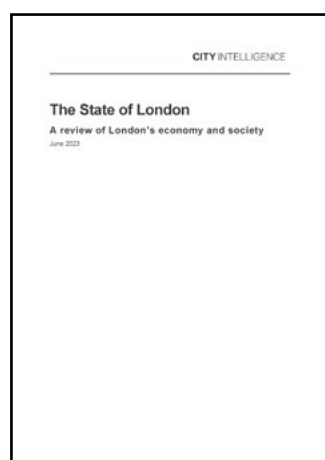 CITY INTELLIGENCE
The State of London
A review of London's economy and society
June 2023